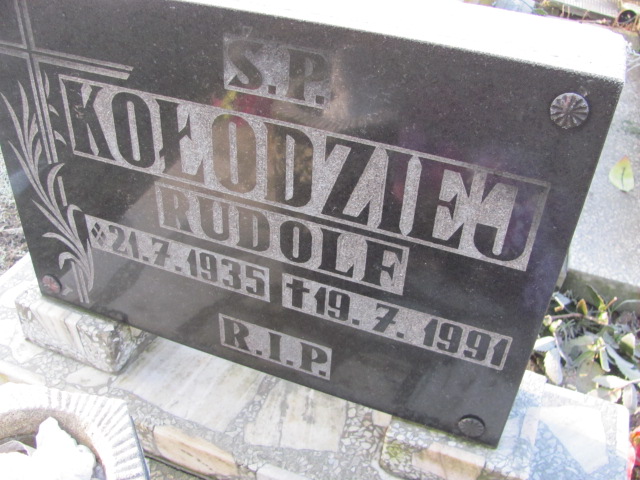 Ś.P.
KOŁODZIEJ
RUDOLF
*21.7.1935 †19.7.1991
R.I.P.